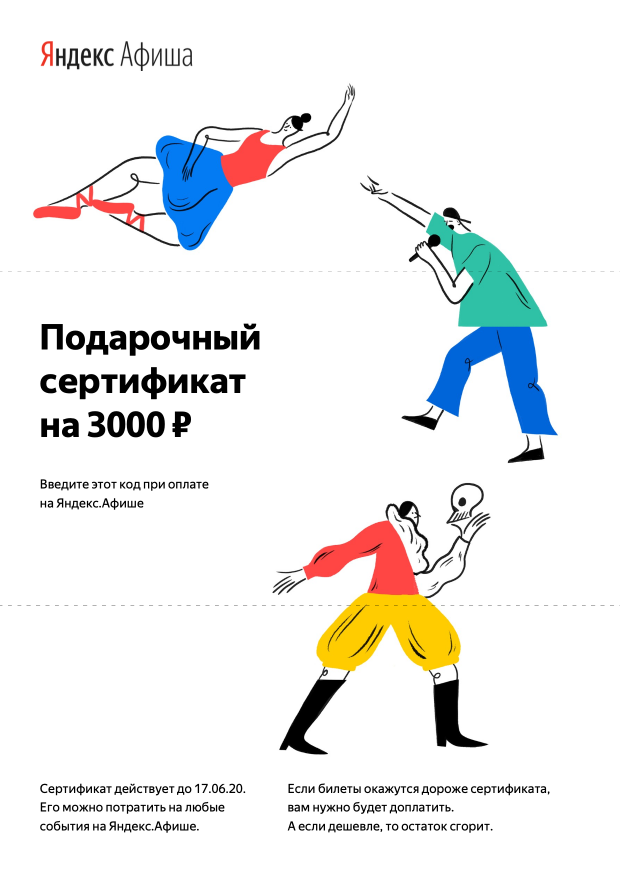 Яндекс Афиша
Подарочный
сертификат
на 3000 ₽
Введите этот код при оплате
на Яндекс.Афише
Сертификат действует до 17.06.20.
Его можно потратить на любые
события на Яндекс.Афише.
Если билеты окажутся дороже сертификата,
вам нужно будет доплатить.
А если дешевле, то остаток сгорит.